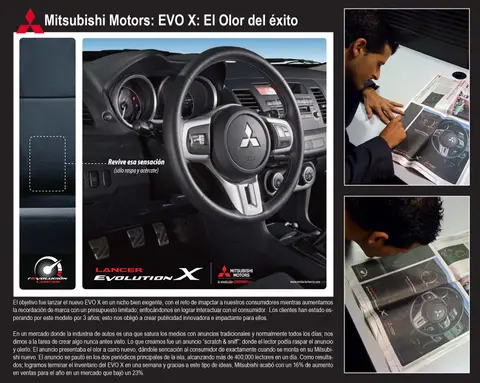 Mitsubishi Motors: EVO X: El Olor del éxito
Revive esa sensación
(sólo raspa y acércate)
LANCER
EVOLUTION X
MITSUBISHI
MOTORS
El objetivo fue lanzar el nuevo EVO X en un nicho bien exigente, con el reto de imapctar a nuestros consumidores mientras aumentamos
la recordación de marca con un presupuesto limitado; enfocándonos en lograr interactuar con el consumidor. Los clientes han estado es-
perando por este modelo por 3 años; esto nos obligó a crear publicidad innovadora e impactante para ellos.
En un mercado donde la industria de autos es una que satura los medios con anuncios tradicionales y normalmente todos los días; nos
dimos a la tarea de crear algo nunca antes visto. Lo que creamos fue un anuncio "scratch & sniff"; donde el lector podía raspar el anuncio
y olerlo. El anuncio presentaba el olor a carro nuevo, dándole sensación al consumidor de exactamente cuando se monta en su Mitsubi-
shi nuevo. El anuncio se pautó en los dos periódicos principales de la isla, alcanzando más de 400,000 lectores en un día. Como resulta-
dos; logramos terminar el inventario del EVO X en una semana y gracias a este tipo de ideas, Mitsubishi acabó con un 16% de aumento
en ventas para el año en un mercado que bajó un 23%